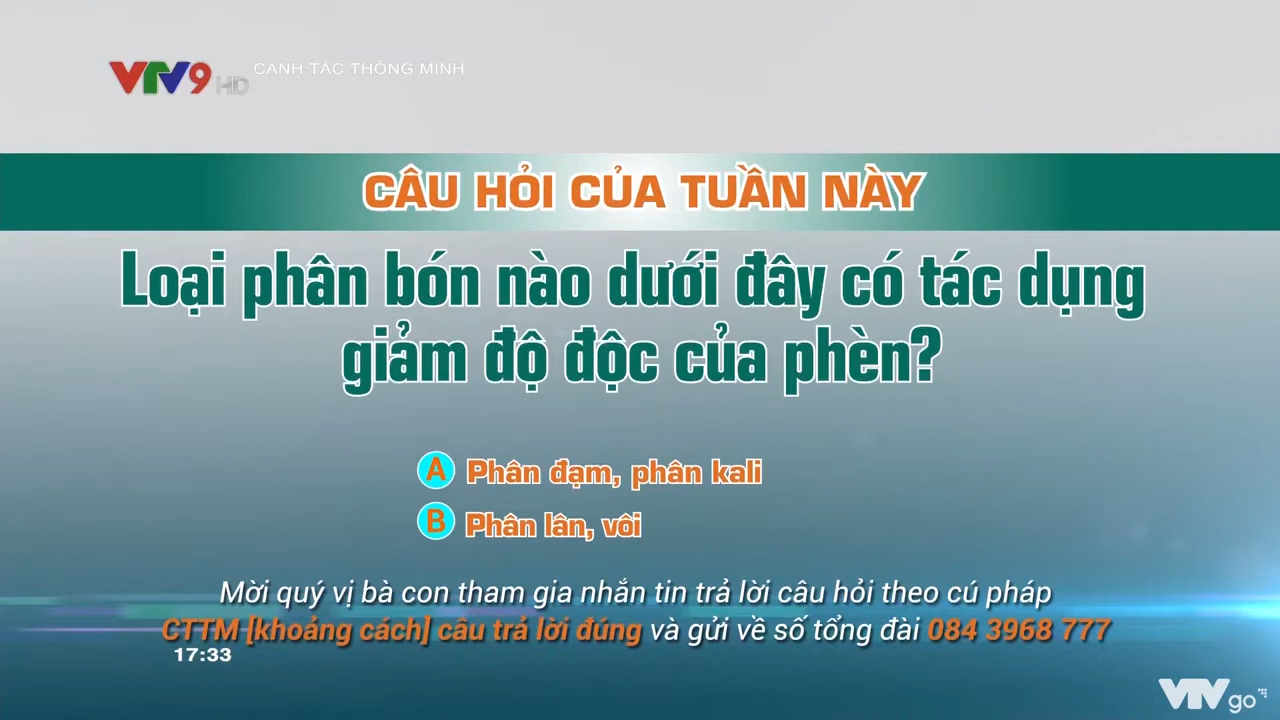 VTV9 HD CANH TÁC THÔNG MINH
CÂU HỎI CỦA TUẦN NÀY
Loại phân bón nào dưới đây có tác dụng
giảm độ độc của phèn?
A Phân đạm, phân kali
B Phân lân, vôi
Mời quý vị bà con tham gia nhắn tin trả lời câu hỏi theo cú pháp
CTTM [khoảng cách] câu trả lời đúng và gửi về số tổng đài 084 3968 777
17:33
VTV go